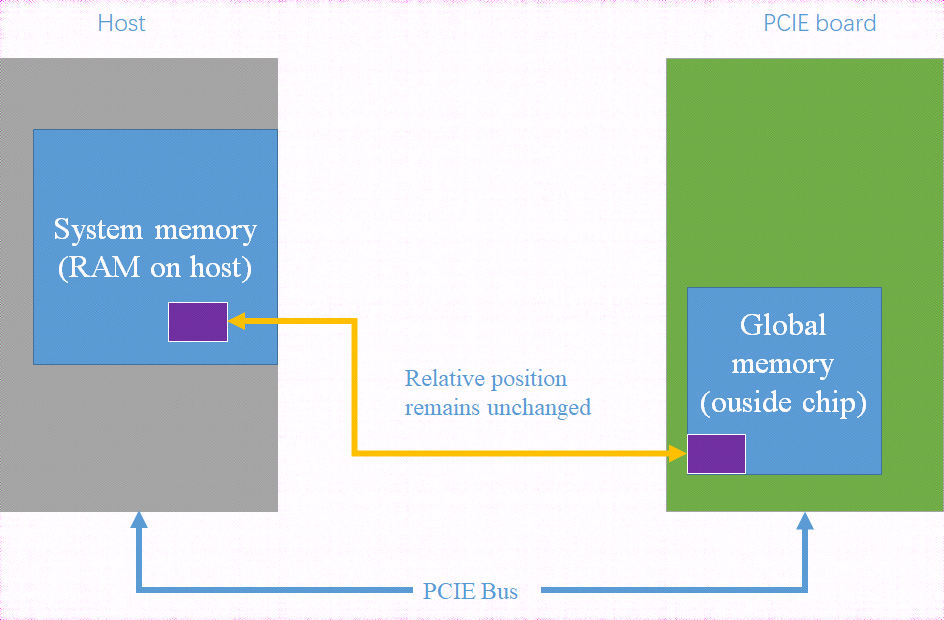 Host
PCIE board
System memory
(RAM on host)
Global
memory
(ouside chip)
Relative position
remains unchanged
PCIE Bus